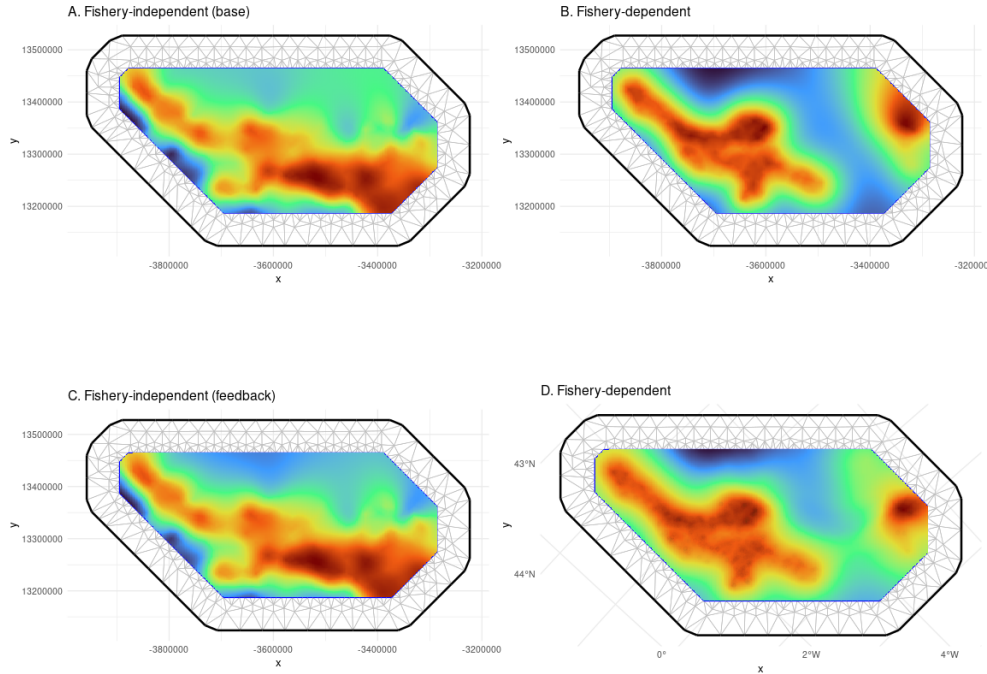 A. Fishery-independent (base)
B. Fishery-dependent
13500000
13400000
13300000
13200000
y
-3800000
-3600000
-3400000
-3200000
x
13500000
13400000
13300000
13200000
y
-3800000
-3600000
-3400000
-320000
x
C. Fishery-independent (feedback)
D. Fishery-dependent
13500000
13400000
13300000
13200000
y
-3800000
-3600000
-3400000
-3200000
x
43°N
44°N
y
0°
2°W
4°W
x